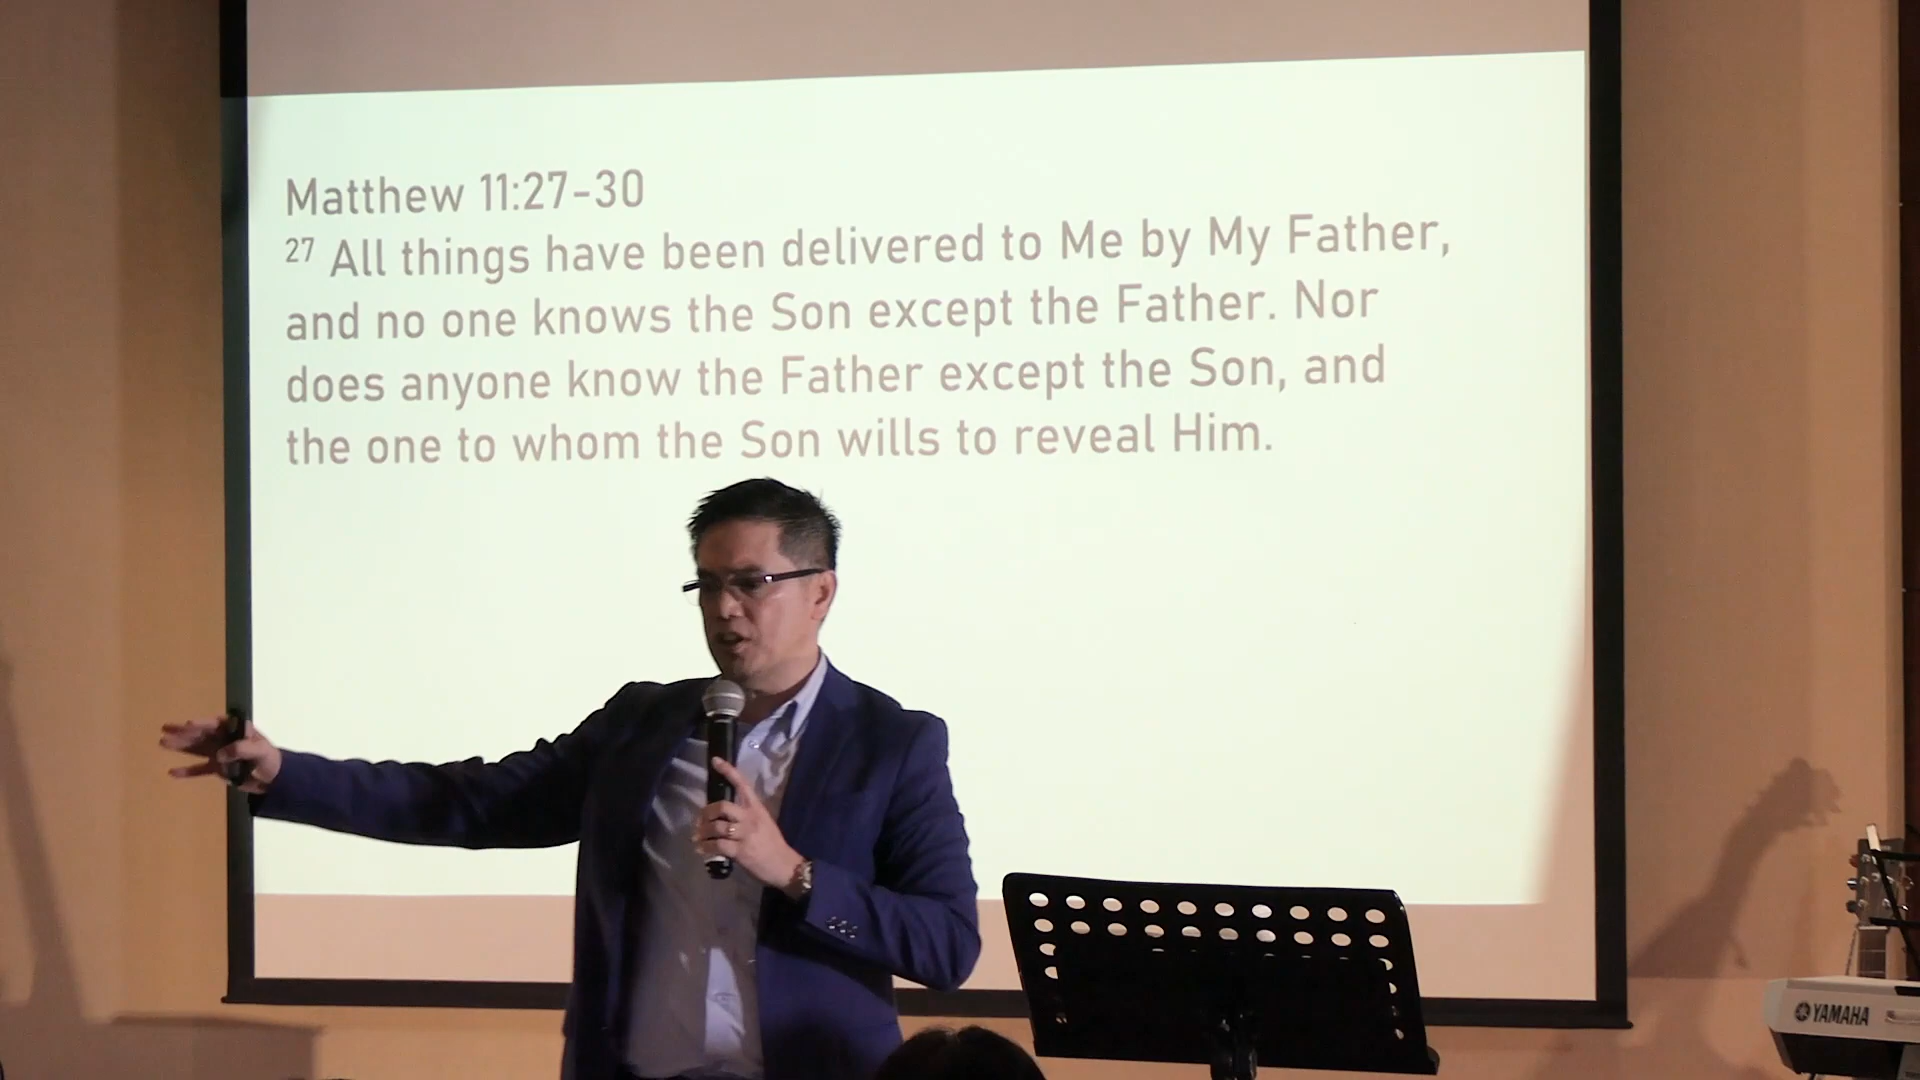 Matthew 11:27-30
27 All things have been delivered to Me by My Father,
and no one knows the Son except the Father. Nor
does anyone know the Father except the Son, and
the one to whom the Son wills to reveal Him.
YAMAHA